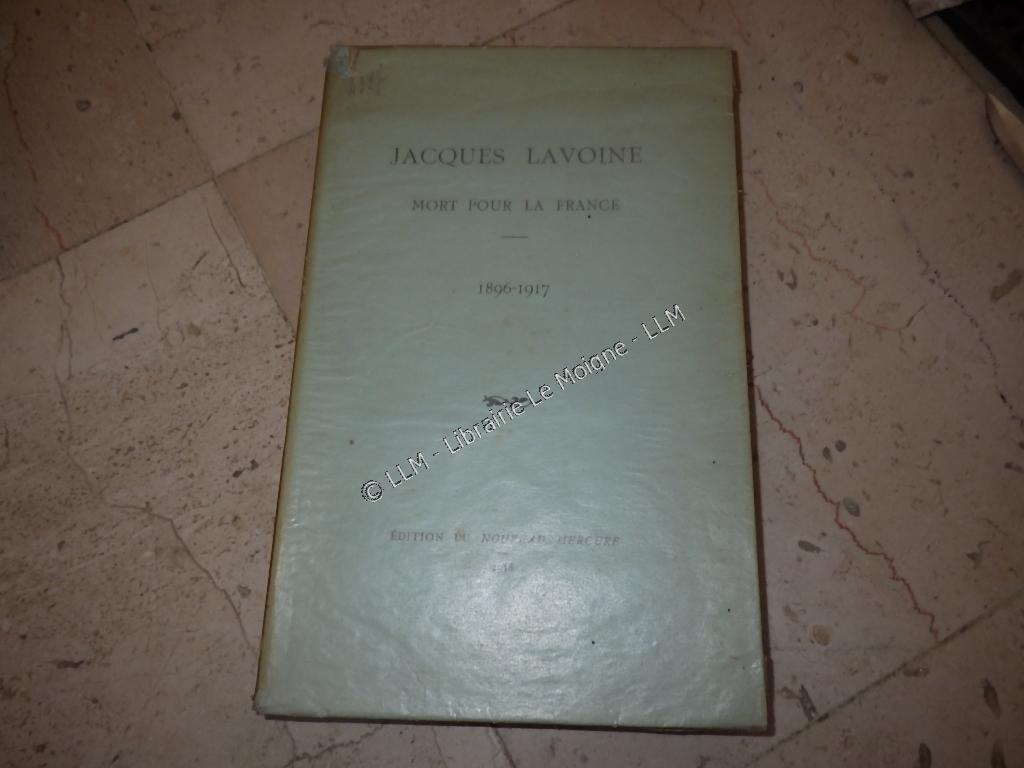 JACQUES LAVOINE
MORT POUR LA FRANCE
1896-1917
© LLM - Librairie Le Moigne - LLM
ÉDITION DU NOUVEAU MERCURE